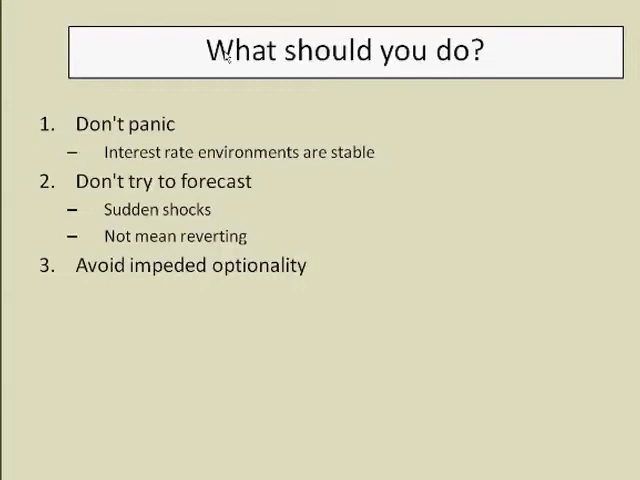 What should you do?
1. Don't panic
– Interest rate environments are stable
2. Don't try to forecast
– Sudden shocks
– Not mean reverting
3. Avoid impeded optionality